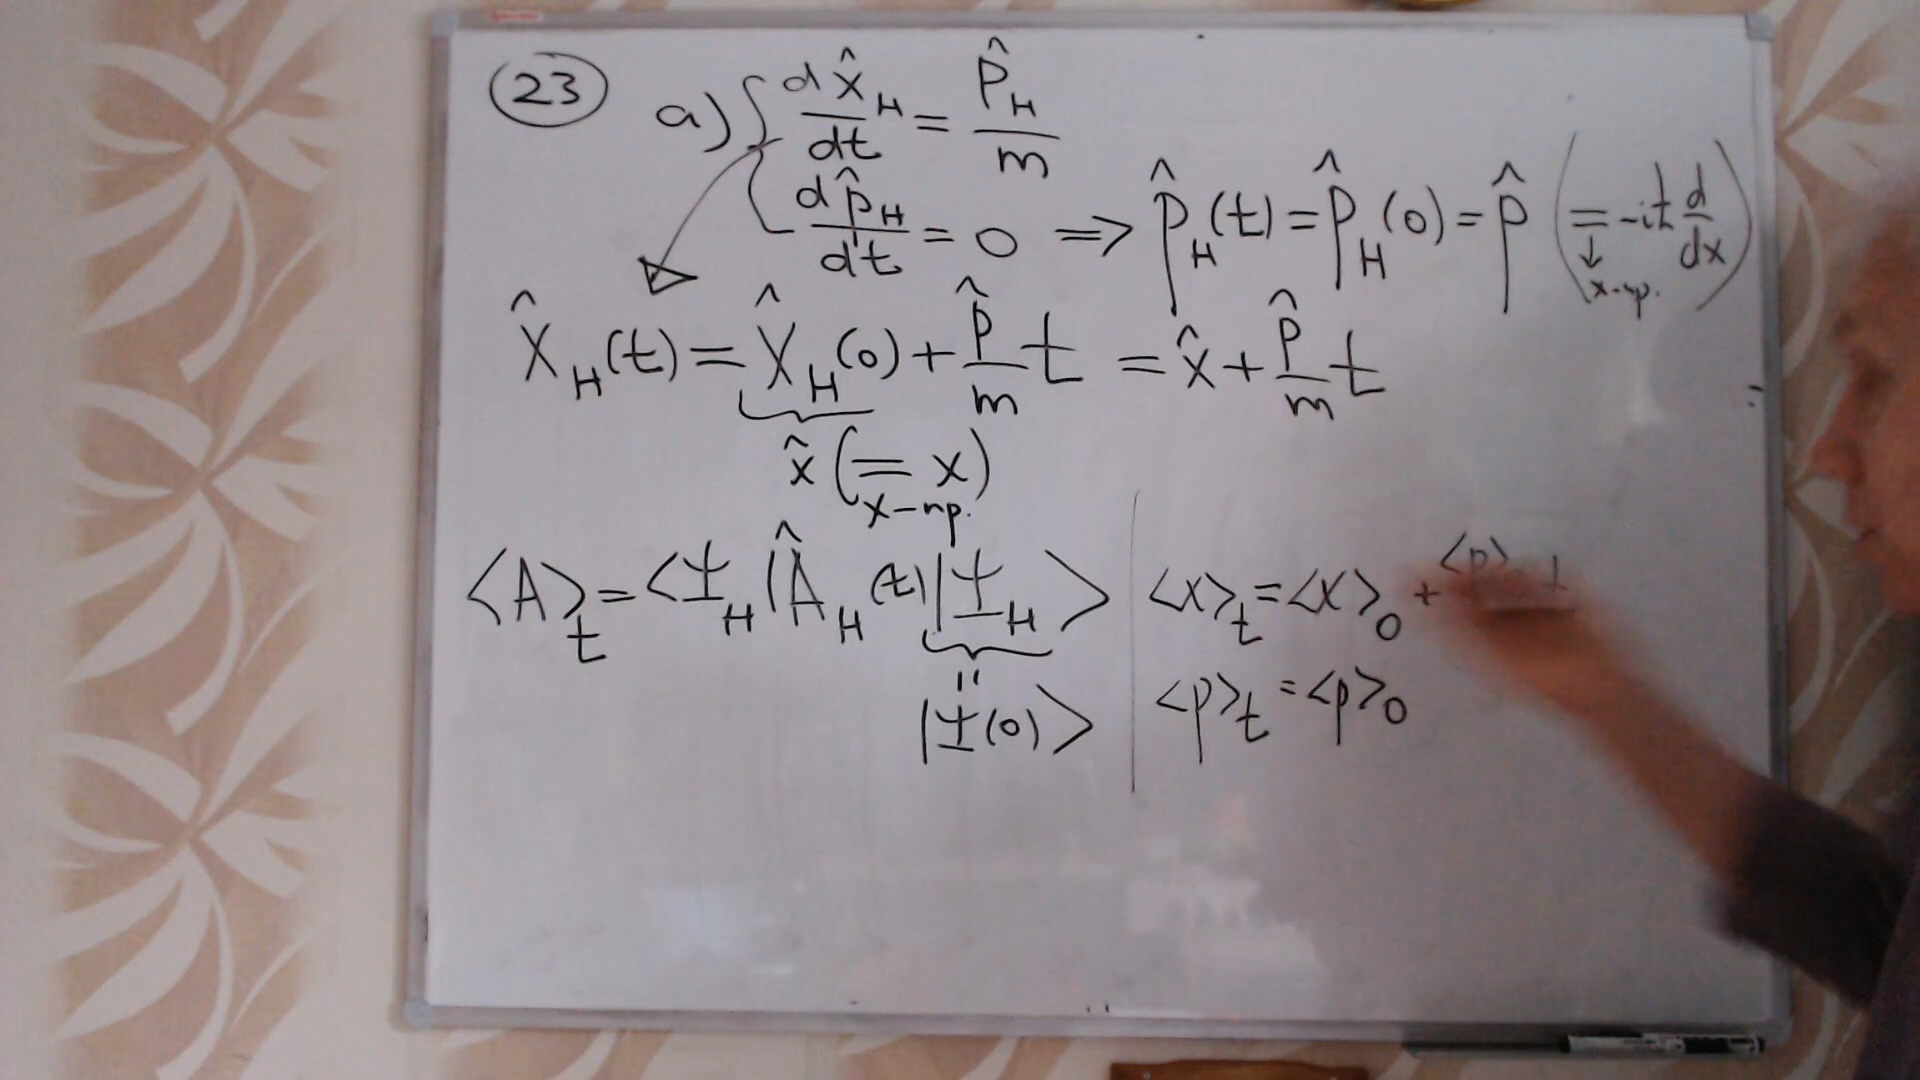 23
a) { dx̂_H/dt = p̂_H/m
dp̂_H/dt = 0 ⇒ p̂_H(t) = p̂_H(0) = p̂ ( = -iħ d/dx )
x-пр.
x̂_H(t) = x̂_H(0) + p̂/m t = x̂ + p̂/m t
x̂ ( = x )
x-пр.
<A>_t = <Ψ_H|Â_H(t)|Ψ_H>
"
|Ψ(0)>
<x>_t = <x>_0 + <p>
<p>_t = <p>_0